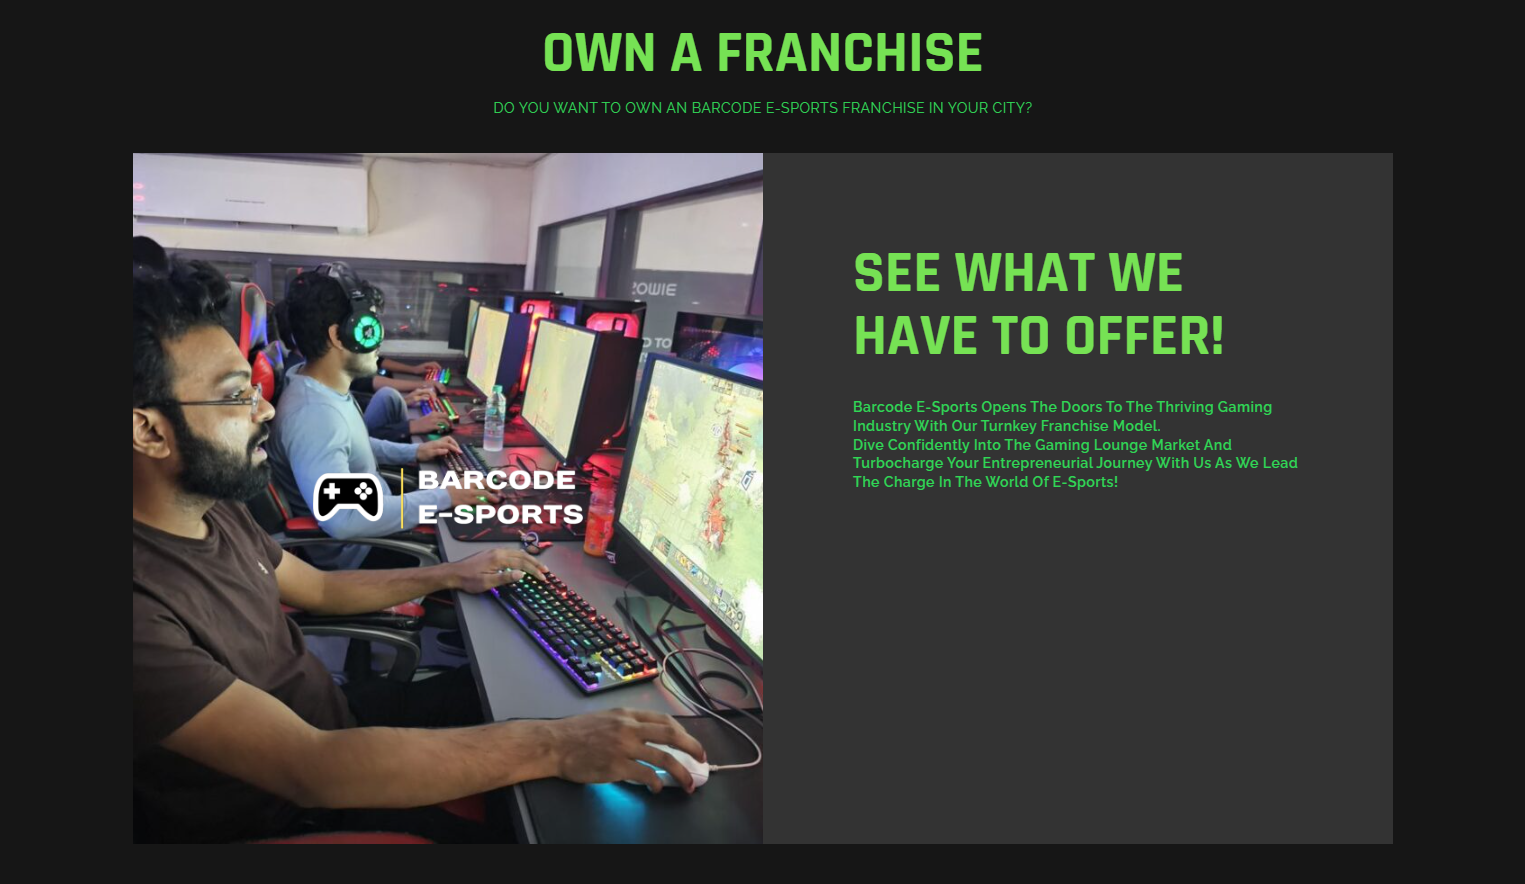 OWN A FRANCHISE
DO YOU WANT TO OWN AN BARCODE E-SPORTS FRANCHISE IN YOUR CITY?
SEE WHAT WE
HAVE TO OFFER!
Barcode E-Sports Opens The Doors To The Thriving Gaming
Industry With Our Turnkey Franchise Model.
Dive Confidently Into The Gaming Lounge Market And
Turbocharge Your Entrepreneurial Journey With Us As We Lead
The Charge In The World Of E-Sports!
BARCODE
E-SPORTS
OWIE
D TO